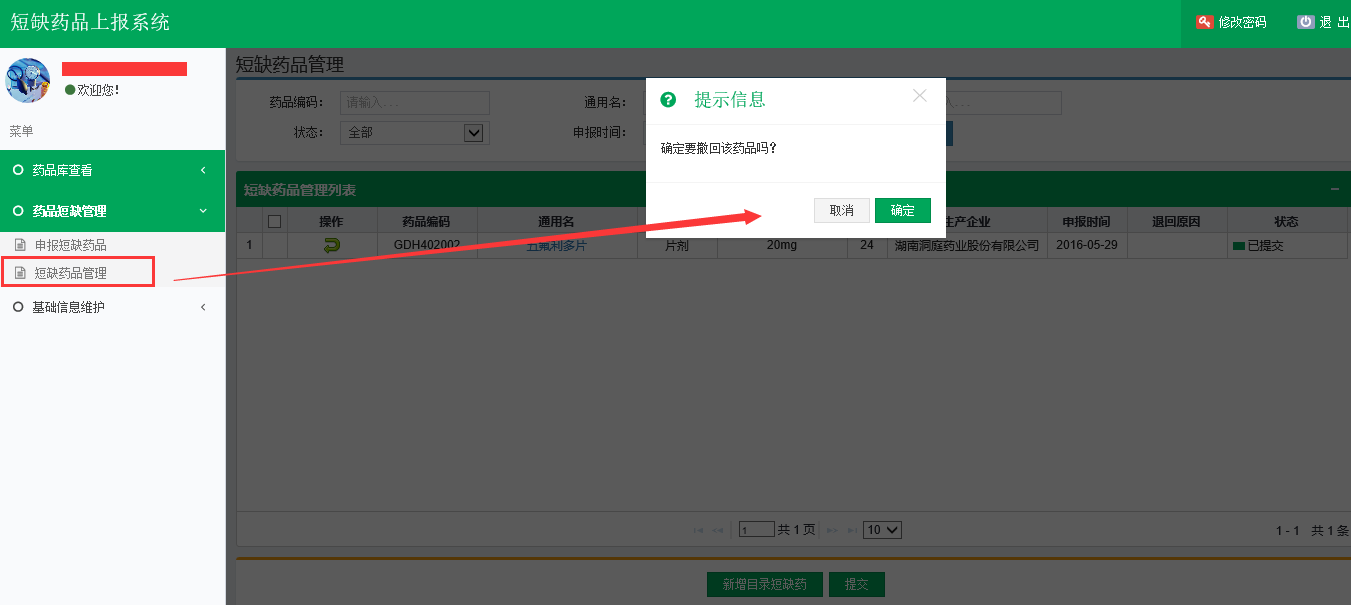 短缺药品上报系统
修改密码
退 出
欢迎您!
菜单
药品库查看
药品短缺管理
申报短缺药品
短缺药品管理
基础信息维护
短缺药品管理
药品编码: 请输入... 通用名:
状态: 全部 申报时间:
提示信息
确定要撤回该药品吗?
取消 确定
短缺药品管理列表
操作 药品编码 通用名 生产企业 申报时间 退回原因 状态
1 GDH402002 五氟利多片 片剂 20mg 24 湖南洞庭药业股份有限公司 2016-05-29 已提交
1 共 1 页 10 1 - 1 共 1 条
新增目录短缺药 提交